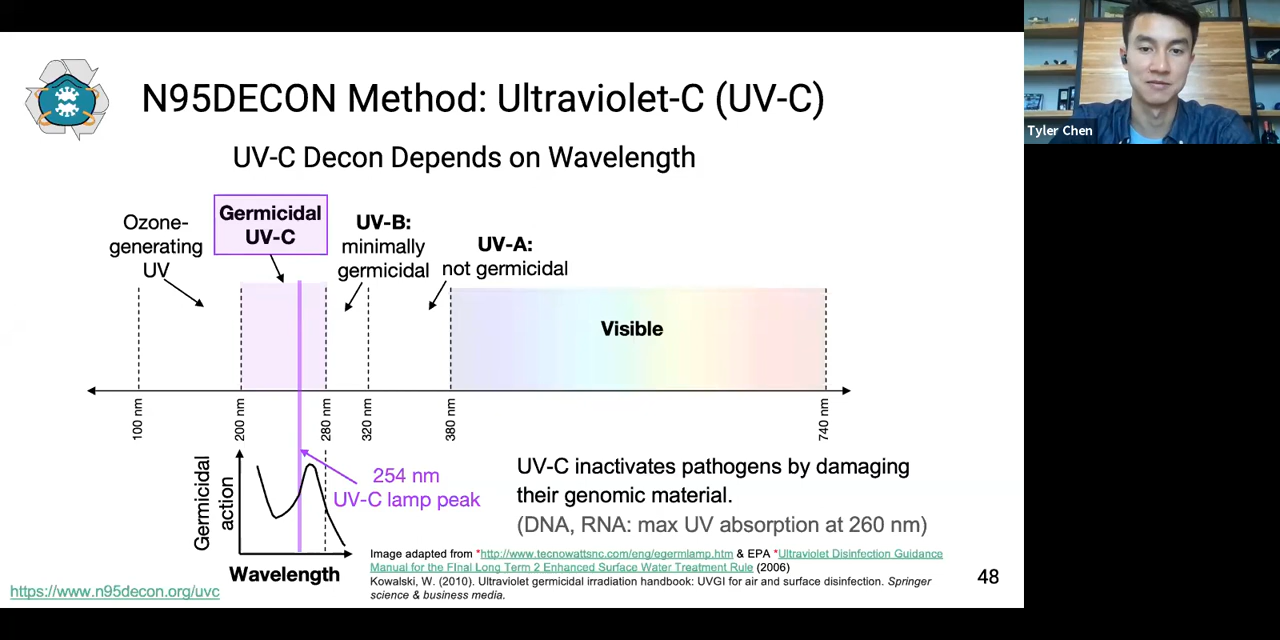 N95DECON Method: Ultraviolet-C (UV-C)
Tyler Chen
UV-C Decon Depends on Wavelength
Ozone-
generating
UV
Germicidal
UV-C
UV-B:
minimally
germicidal
UV-A:
not germicidal
Visible
100 nm
200 nm
280 nm
320 nm
380 nm
740 nm
Germicidal
action
Wavelength
254 nm
UV-C lamp peak
UV-C inactivates pathogens by damaging
their genomic material.
(DNA, RNA: max UV absorption at 260 nm)
Image adapted from *http://www.tecnowattsnc.com/eng/egermlamp.htm & EPA *Ultraviolet Disinfection Guidance
Manual for the FInal Long Term 2 Enhanced Surface Water Treatment Rule (2006)
Kowalski, W. (2010). Ultraviolet germicidal irradiation handbook: UVGI for air and surface disinfection. Springer
science & business media.
48
https://www.n95decon.org/uvc